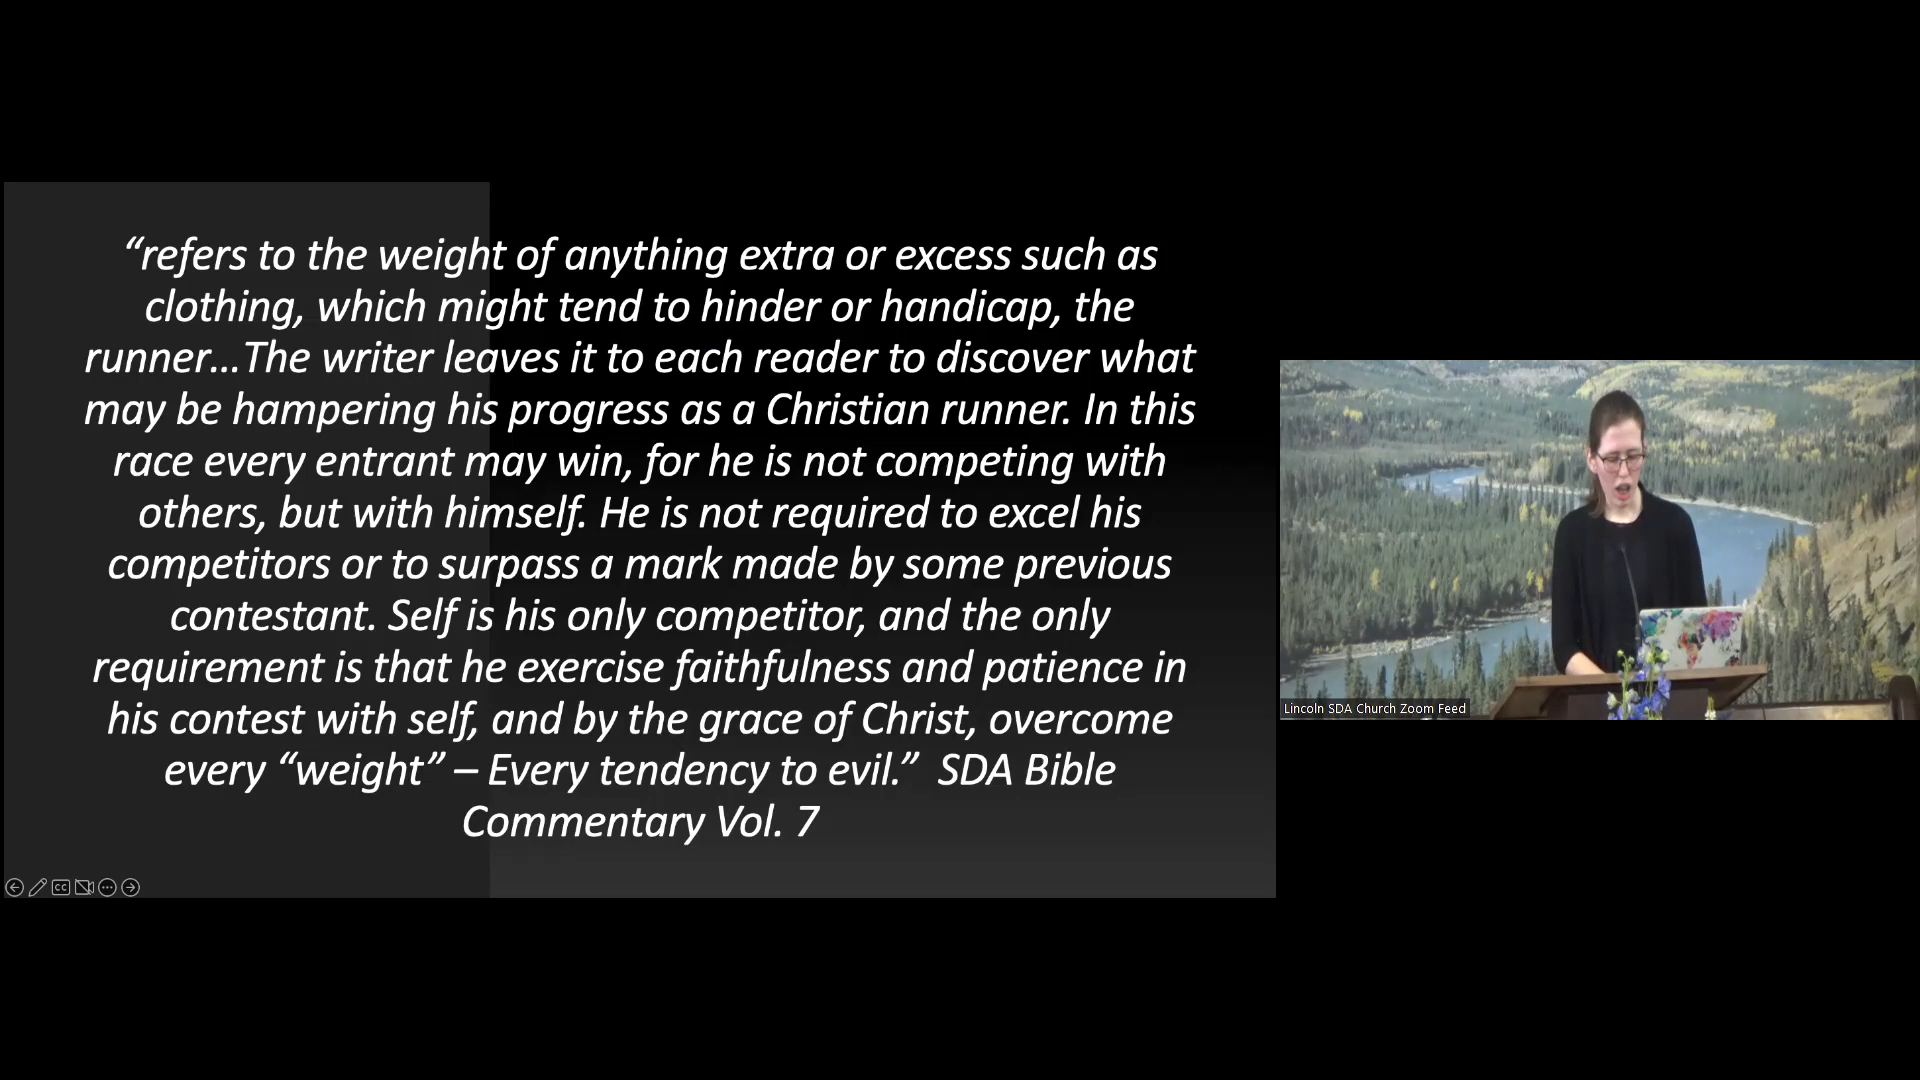 “refers to the weight of anything extra or excess such as
clothing, which might tend to hinder or handicap, the
runner...The writer leaves it to each reader to discover what
may be hampering his progress as a Christian runner. In this
race every entrant may win, for he is not competing with
others, but with himself. He is not required to excel his
competitors or to surpass a mark made by some previous
contestant. Self is his only competitor, and the only
requirement is that he exercise faithfulness and patience in
his contest with self, and by the grace of Christ, overcome
every “weight” – Every tendency to evil.”  SDA Bible
Commentary Vol. 7
CC
Lincoln SDA Church Zoom Feed